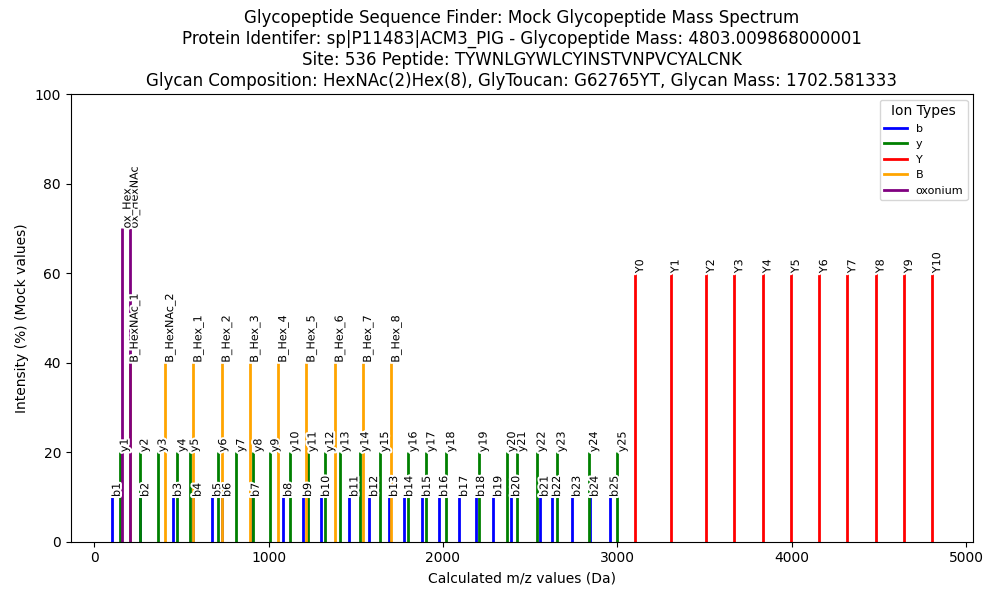 Glycopeptide Sequence Finder: Mock Glycopeptide Mass Spectrum
Protein Identifer: sp|P11483|ACM3_PIG - Glycopeptide Mass: 4803.009868000001
Site: 536 Peptide: TYWNLGYWLCYINSTVNPVCYALCNK
Glycan Composition: HexNAc(2)Hex(8), GlyToucan: G62765YT, Glycan Mass: 1702.581333
Intensity (%) (Mock values)
100
80
60
40
20
0
Ion Types
b
y
Y
B
oxonium
ox_Hex
ox_HexNAc
B_HexNAc_1
B_HexNAc_2
B_Hex_1
B_Hex_2
B_Hex_3
B_Hex_4
B_Hex_5
B_Hex_6
B_Hex_7
B_Hex_8
Y0
Y1
Y2
Y3
Y4
Y5
Y6
Y7
Y8
Y9
Y10
y1
y2
y3
y4
y5
y6
y7
y8
y9
y10
y11
y12
y13
y14
y15
y16
y17
y18
y19
y20
y21
y22
y23
y24
y25
b1
b2
b3
b4
b5
b6
b7
b8
b9
b10
b11
b12
b13
b14
b15
b16
b17
b18
b19
b20
b21
b22
b23
b24
b25
0
1000
2000
3000
4000
5000
Calculated m/z values (Da)